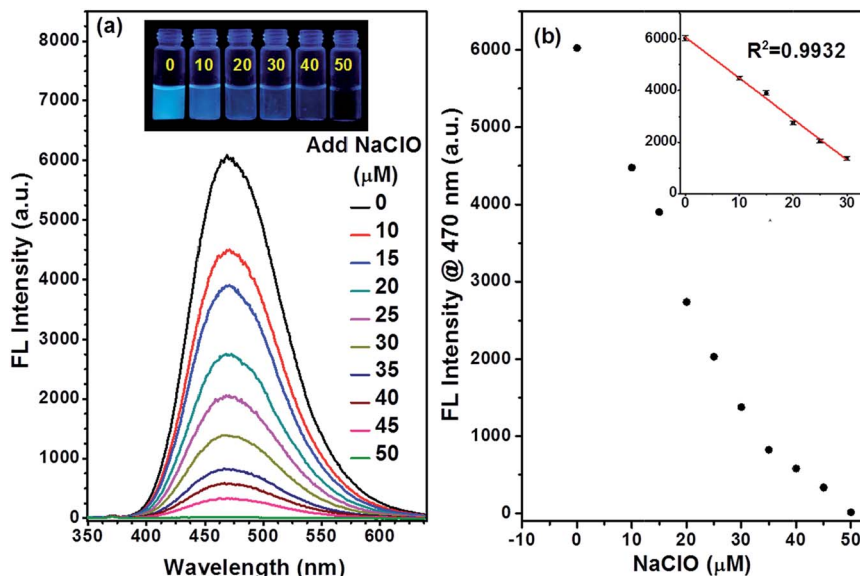 (a)
0 10 20 30 40 50
Add NaClO
(μM)
0
10
15
20
25
30
35
40
45
50
8000
7000
6000
5000
4000
3000
2000
1000
0
FL Intensity (a.u.)
350 400 450 500 550 600
Wavelength (nm)
(b)
R²=0.9932
6000
4000
2000
0
0 10 20 30
6000
5000
4000
3000
2000
1000
0
FL Intensity @ 470 nm (a.u.)
-10 0 10 20 30 40 50
NaClO (μM)